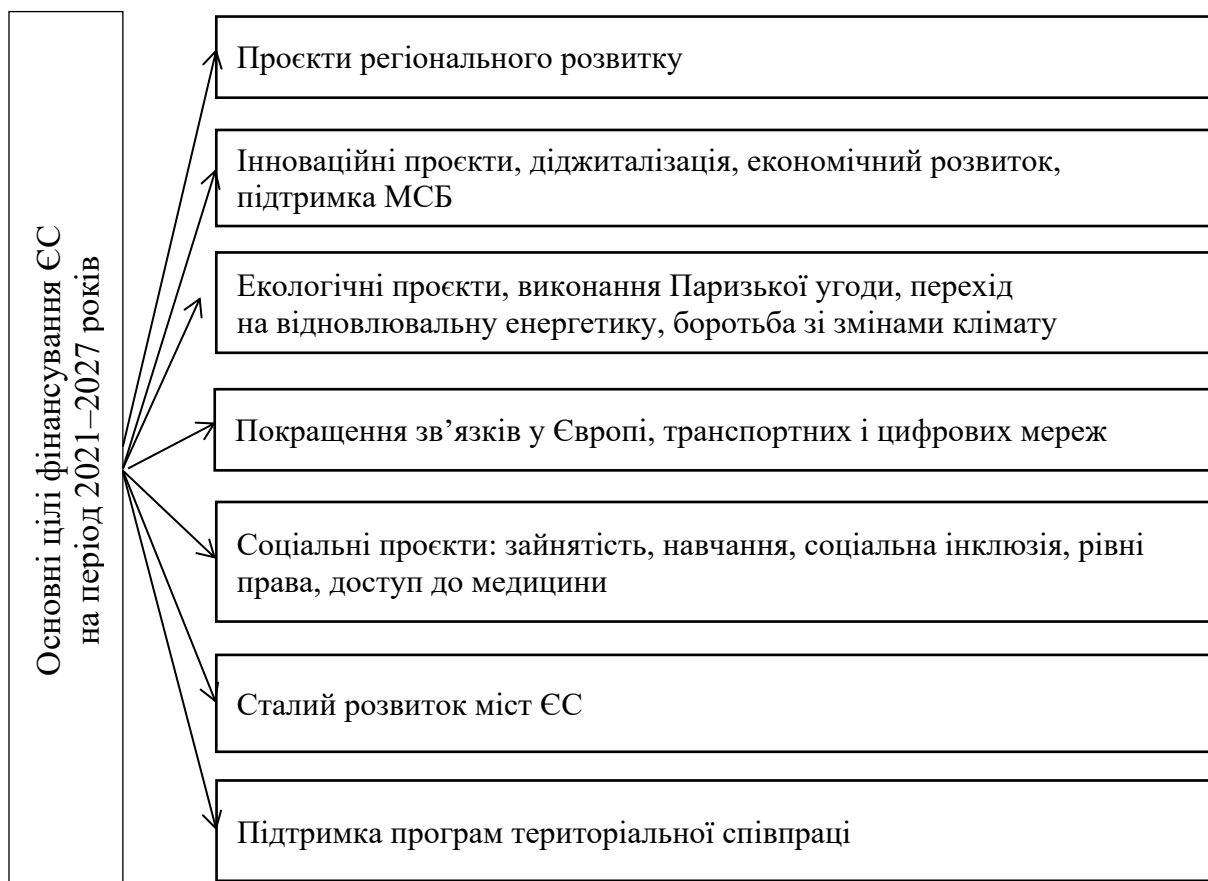 Основні цілі фінансування ЄС
на період 2021–2027 років
Проєкти регіонального розвитку
Інноваційні проєкти, діджиталізація, економічний розвиток,
підтримка МСБ
Екологічні проєкти, виконання Паризької угоди, перехід
на відновлювальну енергетику, боротьба зі змінами клімату
Покращення зв’язків у Європі, транспортних і цифрових мереж
Соціальні проєкти: зайнятість, навчання, соціальна інклюзія, рівні
права, доступ до медицини
Сталий розвиток міст ЄС
Підтримка програм територіальної співпраці